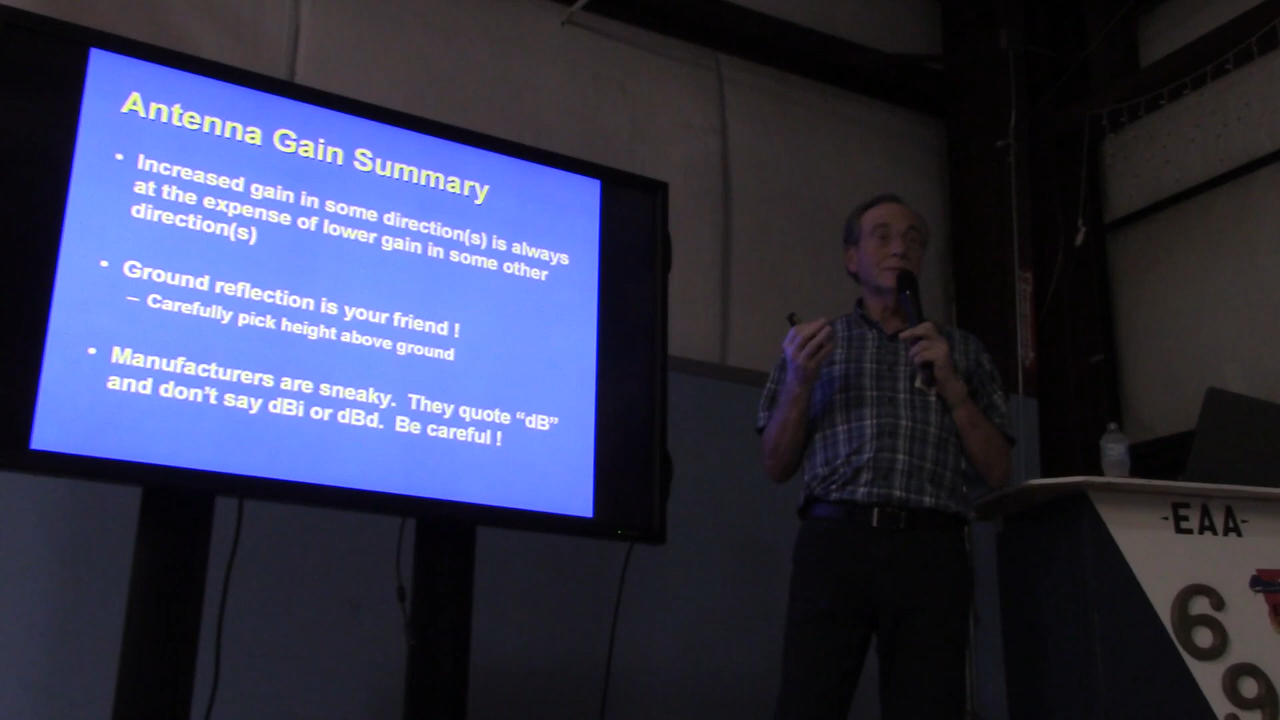 Antenna Gain Summary
• Increased gain in some direction(s) is always
at the expense of lower gain in some other
direction(s)
• Ground reflection is your friend !
– Carefully pick height above ground
• Manufacturers are sneaky. They quote “dB”
and don’t say dBi or dBd. Be careful !
-EAA-
6
9